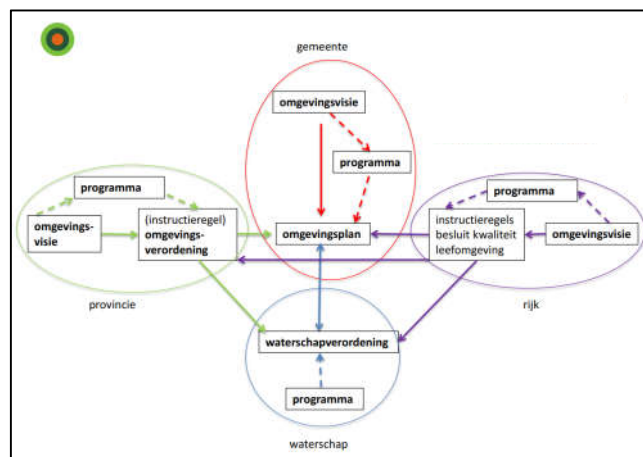 gemeente
omgevingsvisie
programma
omgevingsplan
programma
omgevings-
visie
(instructieregel)
omgevings-
verordening
provincie
programma
instructieregels
besluit kwaliteit
leefomgeving
omgevingsvisie
rijk
waterschapverordening
programma
waterschap